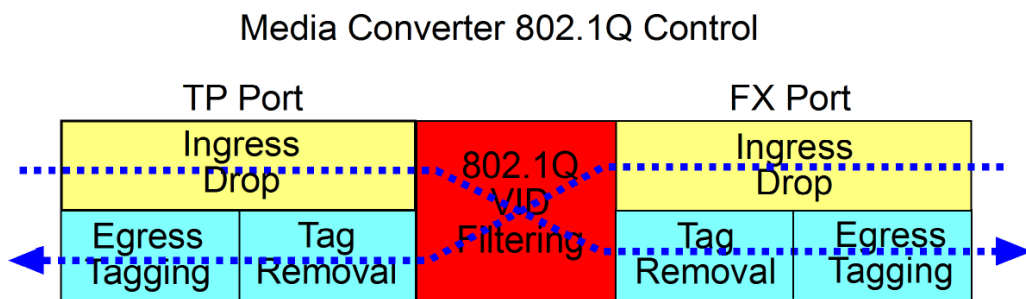 Media Converter 802.1Q Control
TP Port
FX Port
Ingress
Drop
802.1Q
VID
Filtering
Ingress
Drop
Egress
Tagging
Tag
Removal
Tag
Removal
Egress
Tagging